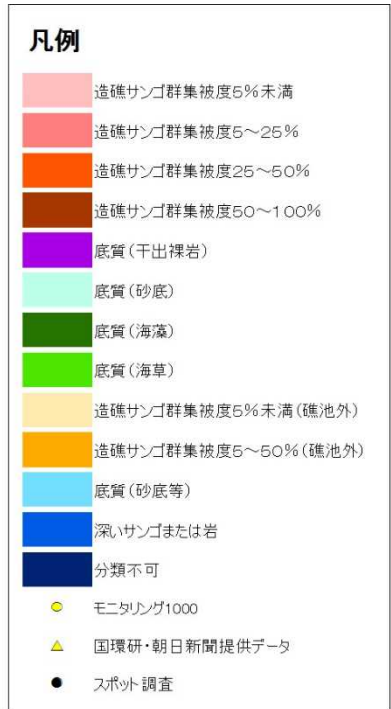 凡例
造礁サンゴ群集被度5%未満
造礁サンゴ群集被度5～25%
造礁サンゴ群集被度25～50%
造礁サンゴ群集被度50～100%
底質(干出裸岩)
底質(砂底)
底質(海藻)
底質(海草)
造礁サンゴ群集被度5%未満(礁池外)
造礁サンゴ群集被度5～50%(礁池外)
底質(砂底等)
深いサンゴまたは岩
分類不可
モニタリング1000
国環研・朝日新聞提供データ
スポット調査